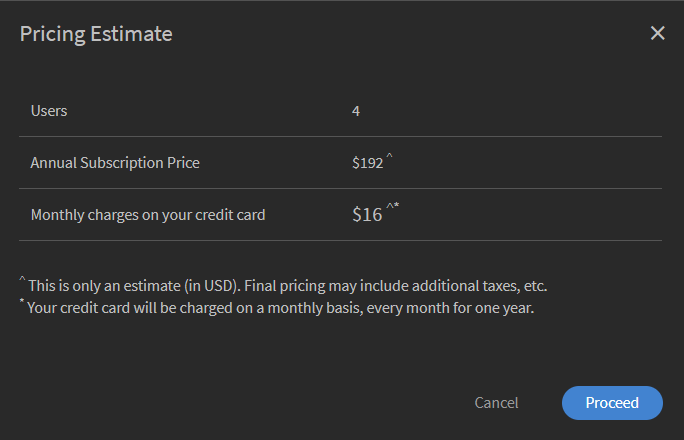 Pricing Estimate
Users 4
Annual Subscription Price $192 ^
Monthly charges on your credit card $16 ^*
^ This is only an estimate (in USD). Final pricing may include additional taxes, etc.
* Your credit card will be charged on a monthly basis, every month for one year.
Cancel Proceed